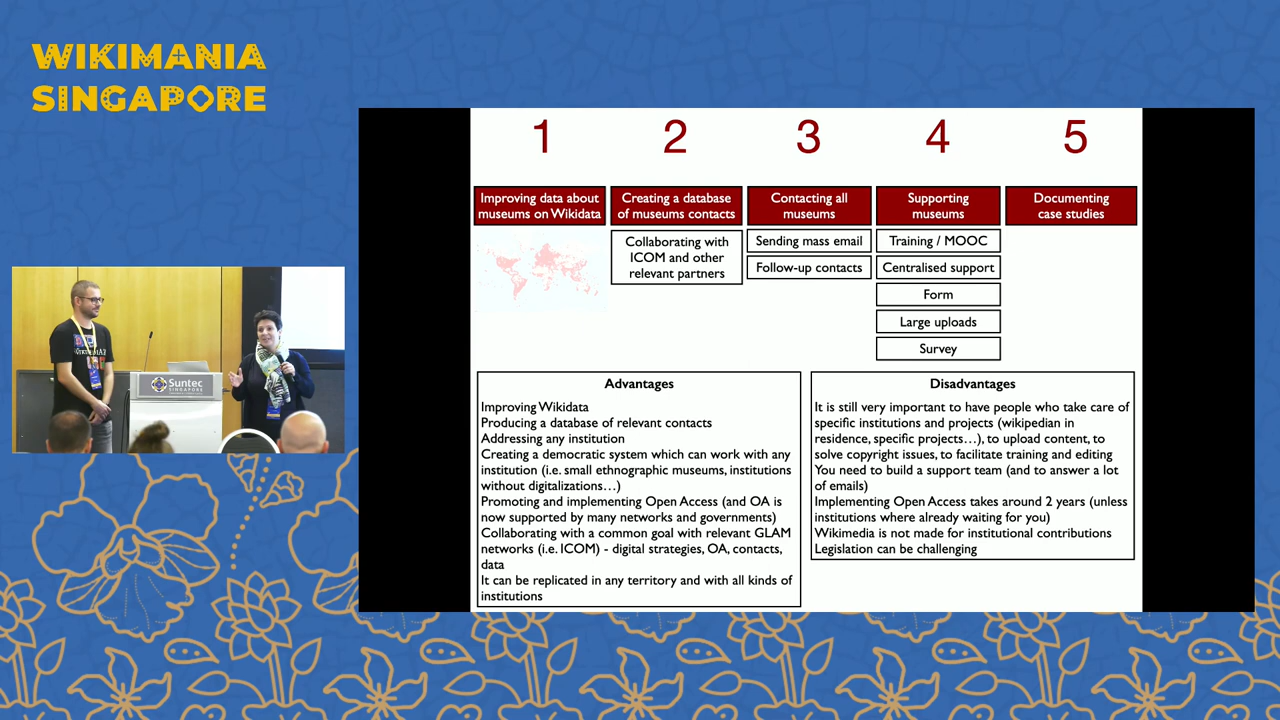 WIKIMANIA
SINGAPORE
1
2
3
4
5
Improving data about
museums on Wikidata
Creating a database
of museums contacts
Contacting all
museums
Supporting
museums
Documenting
case studies
Collaborating with
ICOM and other
relevant partners
Sending mass email
Follow-up contacts
Training / MOOC
Centralised support
Form
Large uploads
Survey
Advantages
Improving Wikidata
Producing a database of relevant contacts
Addressing any institution
Creating a democratic system which can work with any
institution (i.e. small ethnographic museums, institutions
without digitalizations...)
Promoting and implementing Open Access (and OA is
now supported by many networks and governments)
Collaborating with a common goal with relevant GLAM
networks (i.e. ICOM) - digital strategies, OA, contacts,
data
It can be replicated in any territory and with all kinds of
institutions
Disadvantages
It is still very important to have people who take care of
specific institutions and projects (wikipedian in
residence, specific projects...), to upload content, to
solve copyright issues, to facilitate training and editing
You need to build a support team (and to answer a lot
of emails)
Implementing Open Access takes around 2 years (unless
institutions where already waiting for you)
Wikimedia is not made for institutional contributions
Legislation can be challenging
Suntec
SINGAPORE